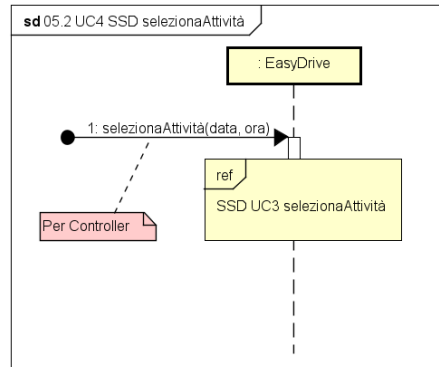 sd 05.2 UC4 SSD selezionaAttività
: EasyDrive
1: selezionaAttività(data, ora)
ref
SSD UC3 selezionaAttività
Per Controller